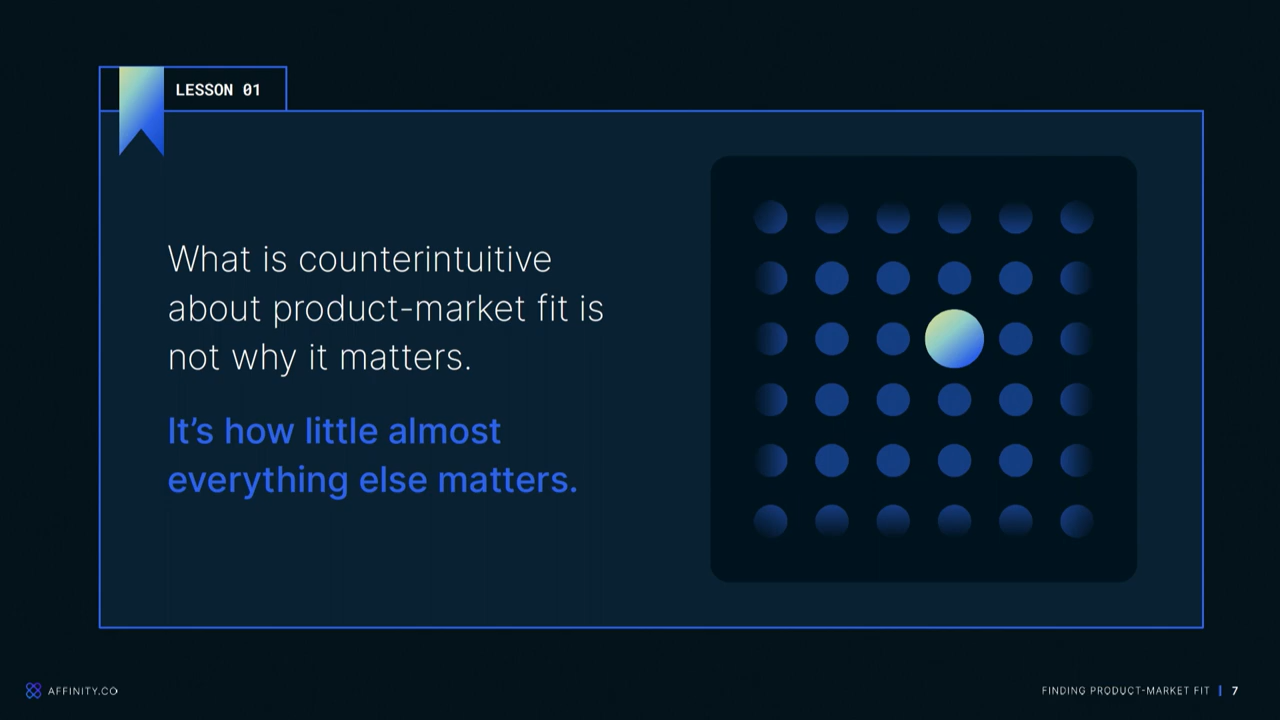 LESSON 01
What is counterintuitive
about product-market fit is
not why it matters.
It’s how little almost
everything else matters.
AFFINITY.CO
FINDING PRODUCT-MARKET FIT | 7